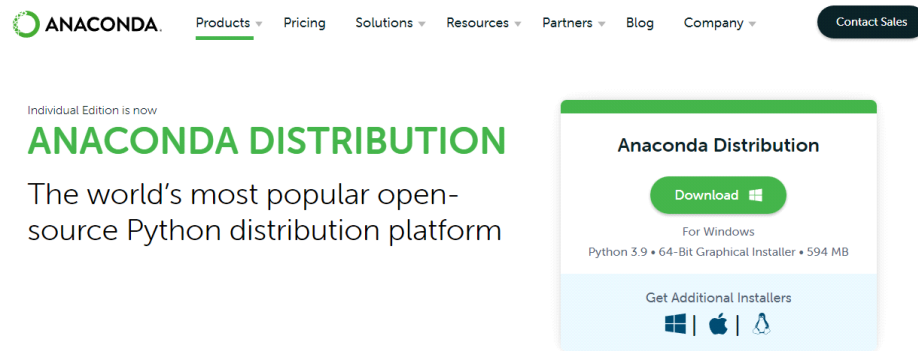 ANACONDA. Products Pricing Solutions Resources Partners Blog Company Contact Sales
Individual Edition is now
ANACONDA DISTRIBUTION
The world's most popular open-
source Python distribution platform
Anaconda Distribution
Download
For Windows
Python 3.9 • 64-Bit Graphical Installer • 594 MB
Get Additional Installers
| |